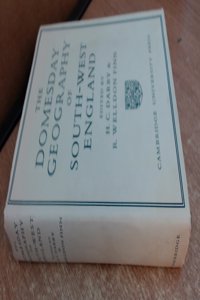 THE
DOMESDAY
GEOGRAPHY
OF
SOUTH-WEST
ENGLAND
EDITED BY
H. C. DARBY &
R. WELLDON FINN
CAMBRIDGE UNIVERSITY PRESS